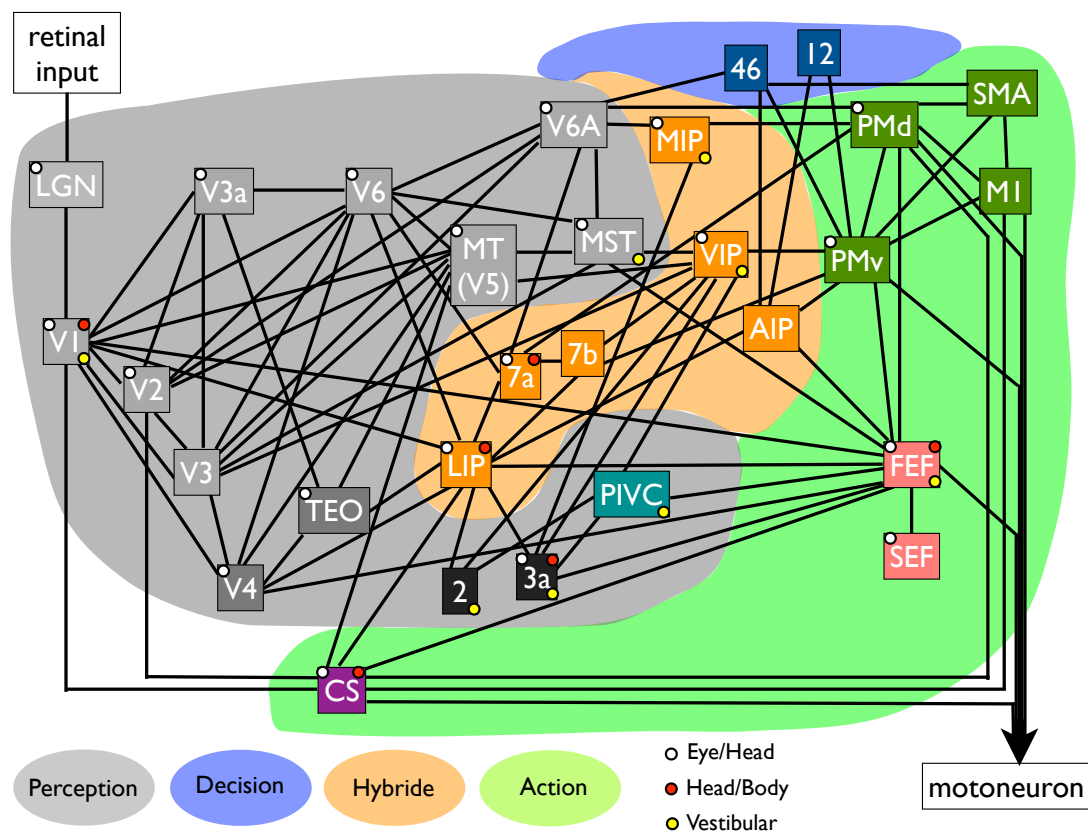 retinal
input
46
12
SMA
V6A
MIP
PMd
LGN
V3a
V6
M1
MT
(V5)
MST
VIP
PMv
V1
AIP
7b
7a
V2
V3
LIP
FEF
PIVC
TEO
SEF
V4
2
3a
CS
Perception
Decision
Hybride
Action
Eye/Head
Head/Body
Vestibular
motoneuron